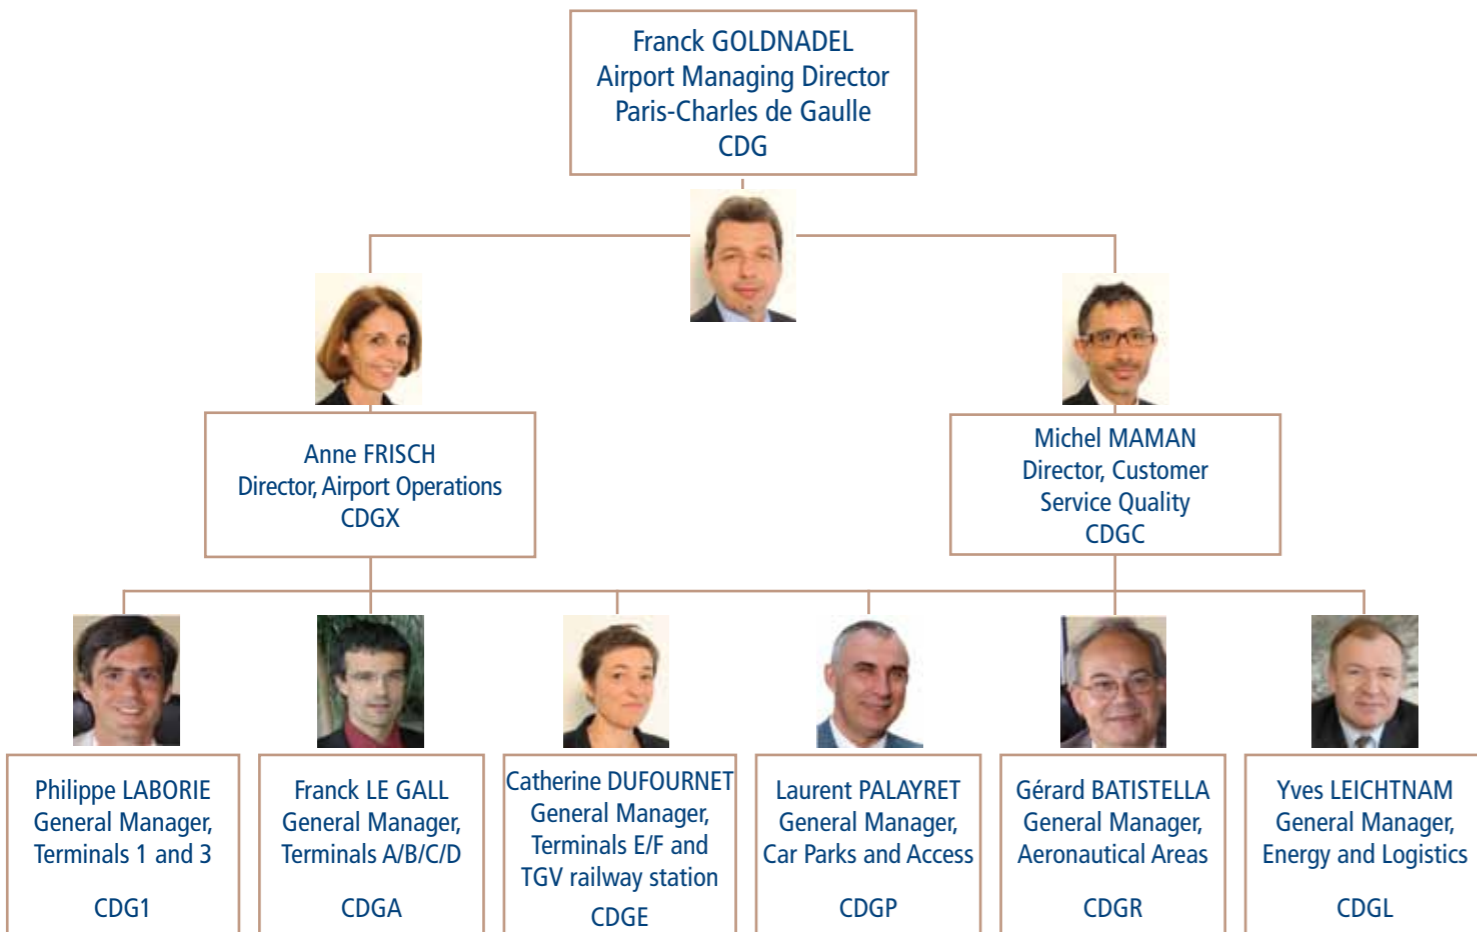 Franck GOLDNADEL
Airport Managing Director
Paris-Charles de Gaulle
CDG
Anne FRISCH
Director, Airport Operations
CDGX
Michel MAMAN
Director, Customer
Service Quality
CDGC
Philippe LABORIE
General Manager,
Terminals 1 and 3
CDG1
Franck LE GALL
General Manager,
Terminals A/B/C/D
CDGA
Catherine DUFOURNET
General Manager,
Terminals E/F and
TGV railway station
CDGE
Laurent PALAYRET
General Manager,
Car Parks and Access
CDGP
Gérard BATISTELLA
General Manager,
Aeronautical Areas
CDGR
Yves LEICHTNAM
General Manager,
Energy and Logistics
CDGL